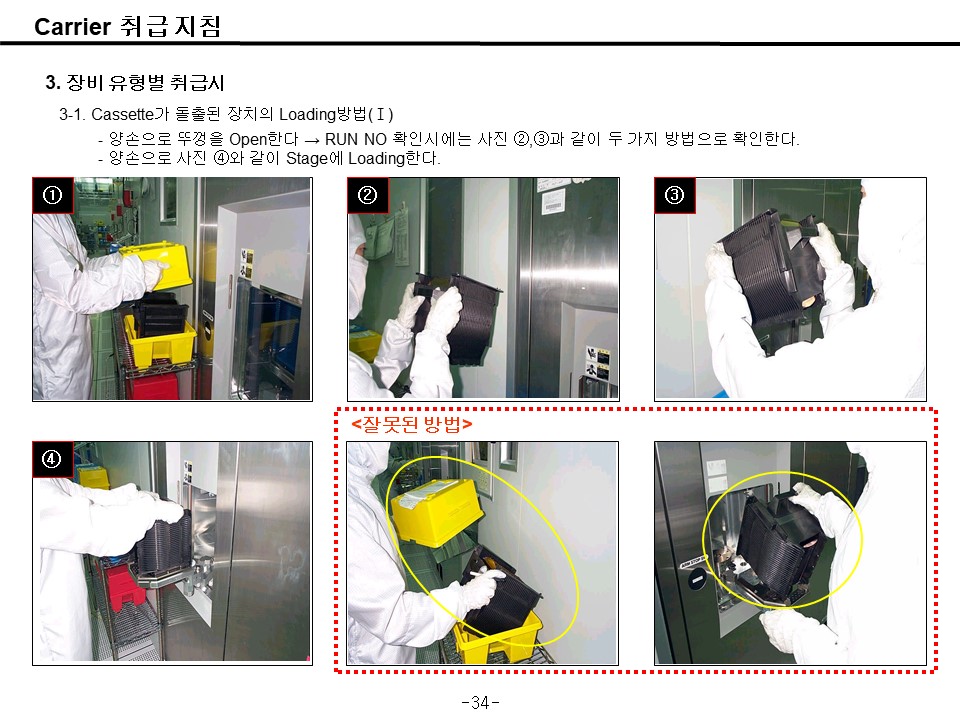 Carrier 취급 지침
3. 장비 유형별 취급시
3-1. Cassette가 돌출된 장치의 Loading방법(Ⅰ)
- 양손으로 뚜껑을 Open한다 → RUN NO 확인시에는 사진 ②,③과 같이 두 가지 방법으로 확인한다.
- 양손으로 사진 ④와 같이 Stage에 Loading한다.
①
②
③
<잘못된 방법>
④
-34-